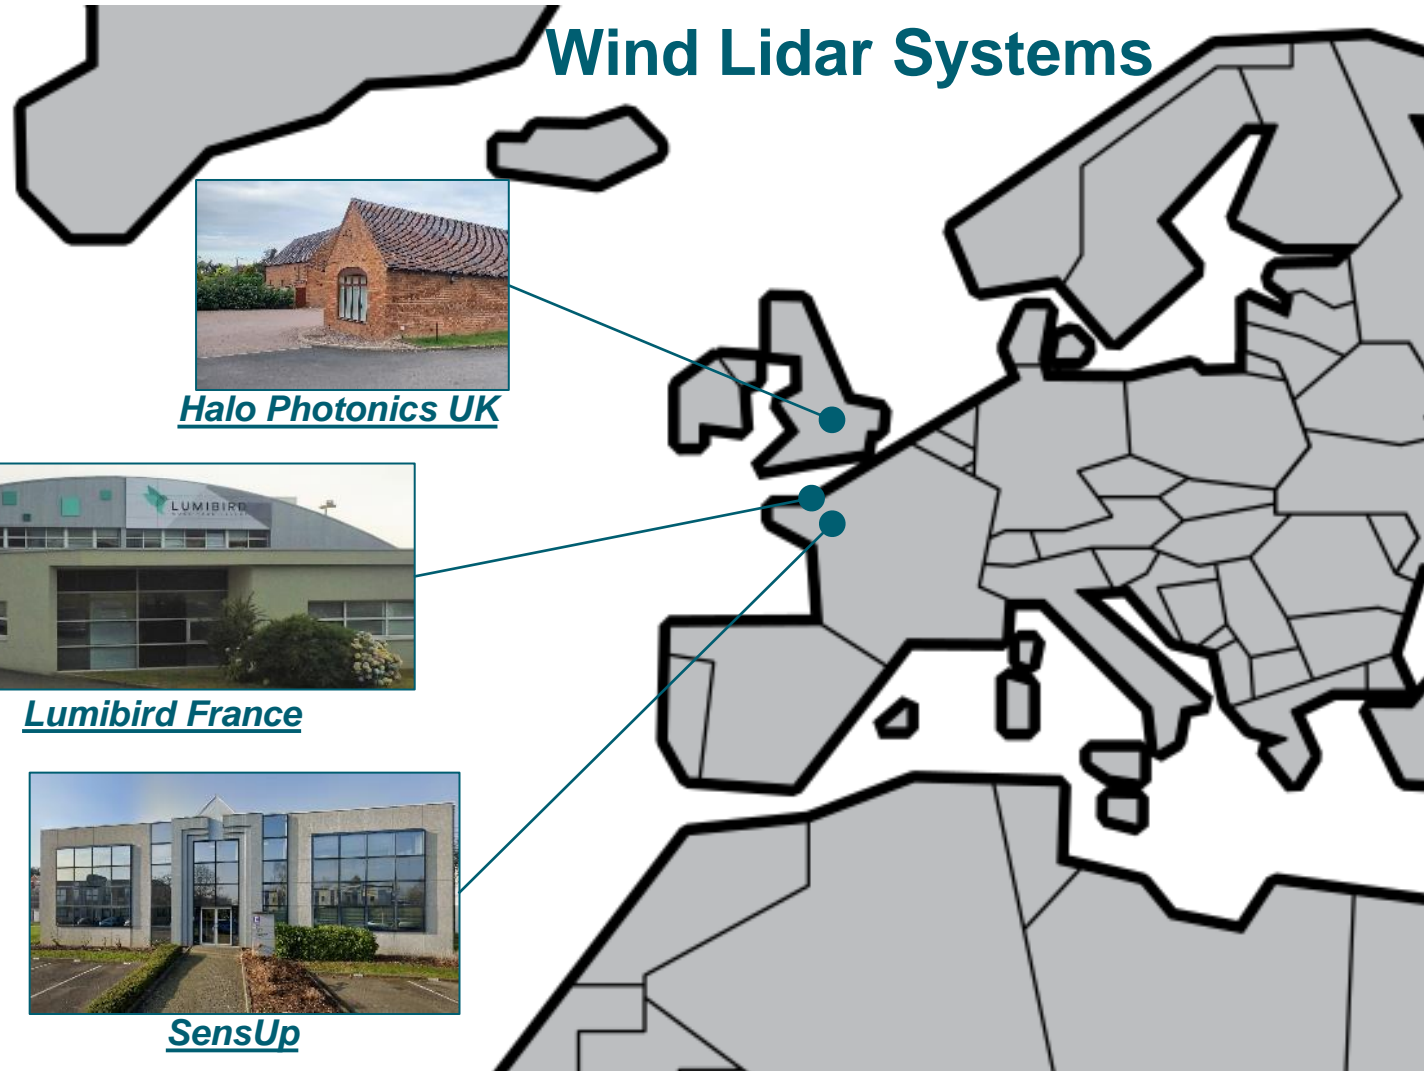 Wind Lidar Systems
Halo Photonics UK
LUMIBIRD
Lumibird France
SensUp